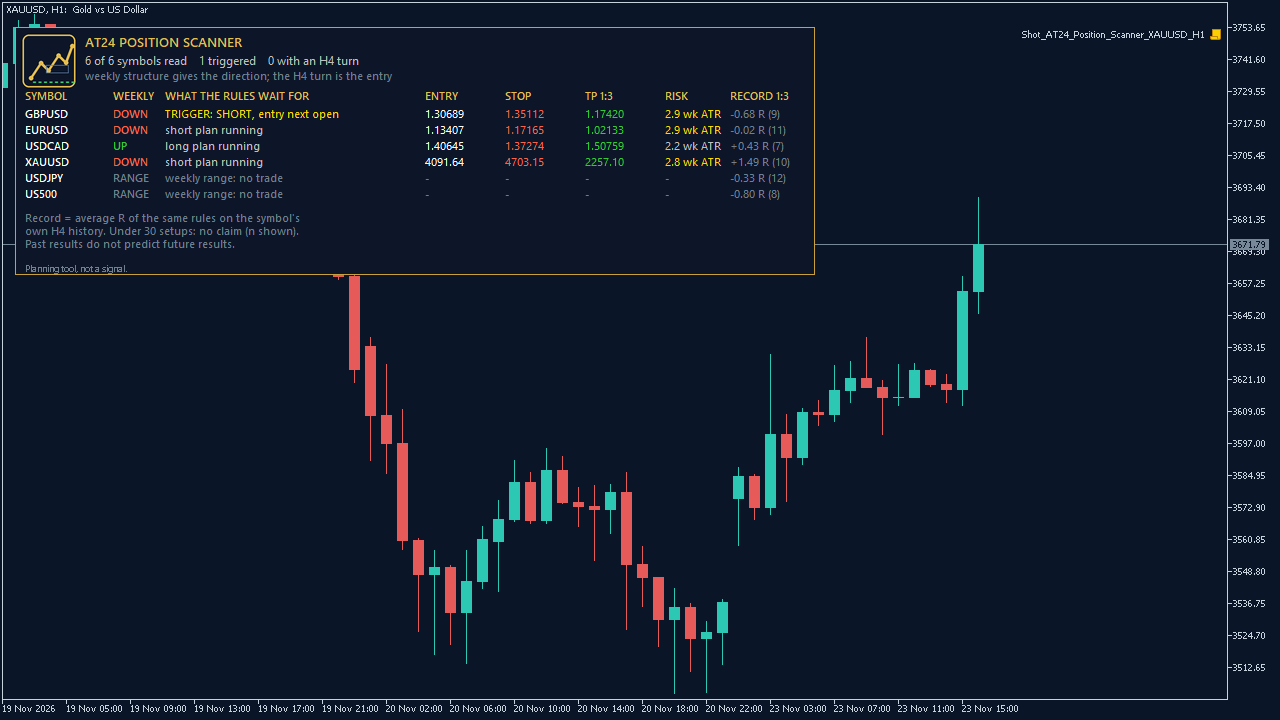 XAUUSD, H1: Gold vs US Dollar
Shot_AT24_Position_Scanner_XAUUSD_H1
AT24 POSITION SCANNER
6 of 6 symbols read 1 triggered 0 with an H4 turn
weekly structure gives the direction; the H4 turn is the entry
SYMBOL WEEKLY WHAT THE RULES WAIT FOR ENTRY STOP TP 1:3 RISK RECORD 1:3
GBPUSD DOWN TRIGGER: SHORT, entry next open 1.30689 1.35112 1.17420 2.9 wk ATR -0.68 R (9)
EURUSD DOWN short plan running 1.13407 1.17165 1.02133 2.9 wk ATR -0.02 R (11)
USDCAD UP long plan running 1.40645 1.37274 1.50759 2.2 wk ATR +0.43 R (7)
XAUUSD DOWN short plan running 4091.64 4703.15 2257.10 2.8 wk ATR +1.49 R (10)
USDJPY RANGE weekly range: no trade - - - - -0.33 R (12)
US500 RANGE weekly range: no trade - - - - -0.80 R (8)
Record = average R of the same rules on the symbol's
own H4 history. Under 30 setups: no claim (n shown).
Past results do not predict future results.
Planning tool, not a signal.
3753.65
3741.60
3729.55
3717.50
3705.45
3693.40
3681.35
3671.79
3669.30
3657.25
3645.20
3633.15
3621.10
3609.05
3597.00
3584.95
3572.90
3560.85
3548.80
3536.75
3524.70
3512.65
19 Nov 2026 19 Nov 05:00 19 Nov 09:00 19 Nov 13:00 19 Nov 17:00 19 Nov 21:00 20 Nov 02:00 20 Nov 06:00 20 Nov 10:00 20 Nov 14:00 20 Nov 18:00 20 Nov 22:00 23 Nov 03:00 23 Nov 07:00 23 Nov 11:00 23 Nov 15:00